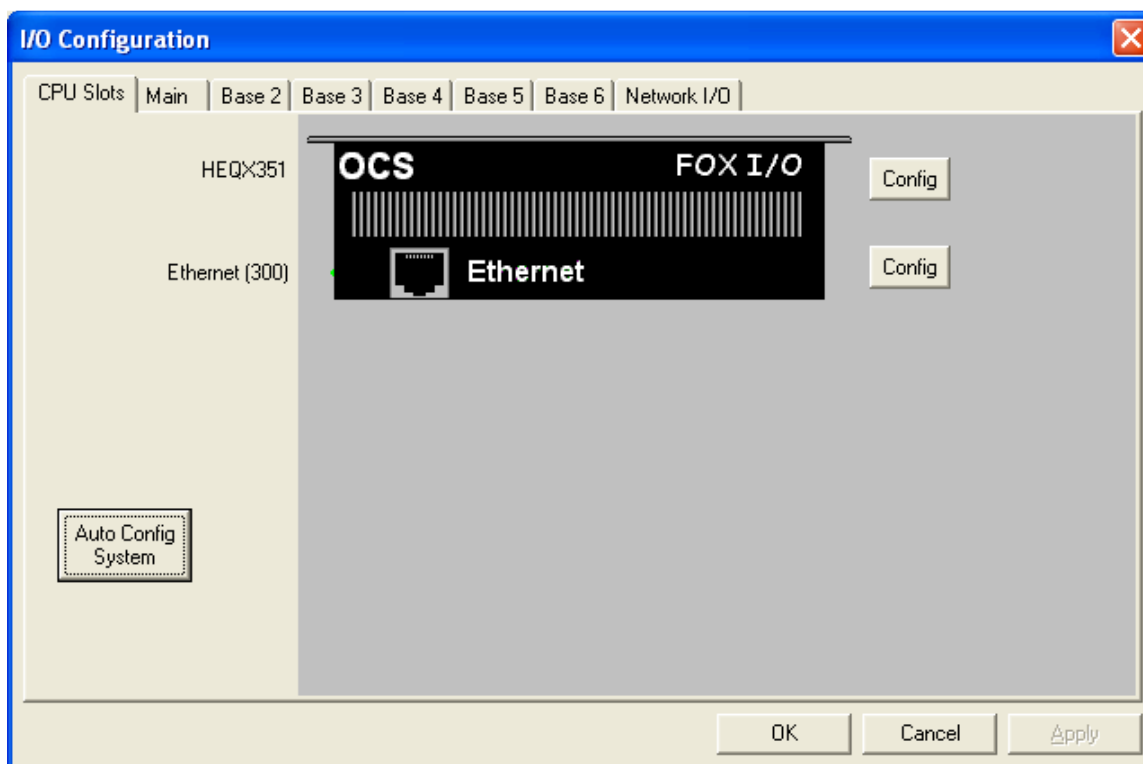 I/O Configuration
CPU Slots Main Base 2 Base 3 Base 4 Base 5 Base 6 Network I/O
HEQX351 OCS FOX I/O Config
Ethernet (300) Ethernet Config
Auto Config
System
OK Cancel Apply